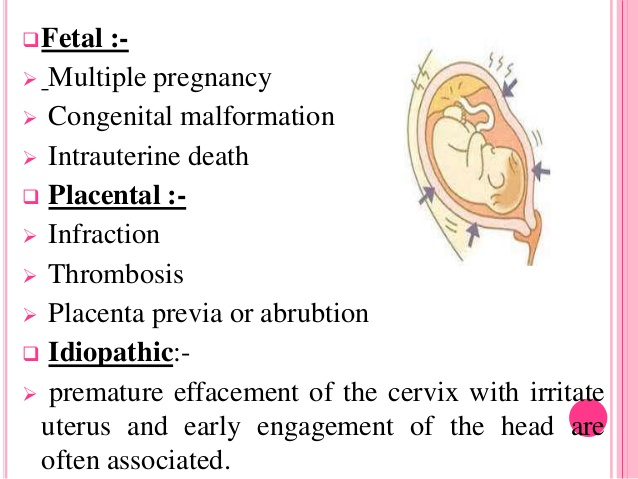 Fetal :-
Multiple pregnancy
Congenital malformation
Intrauterine death
Placental :-
Infraction
Thrombosis
Placenta previa or abrubtion
Idiopathic:-
premature effacement of the cervix with irritate
uterus and early engagement of the head are
often associated.